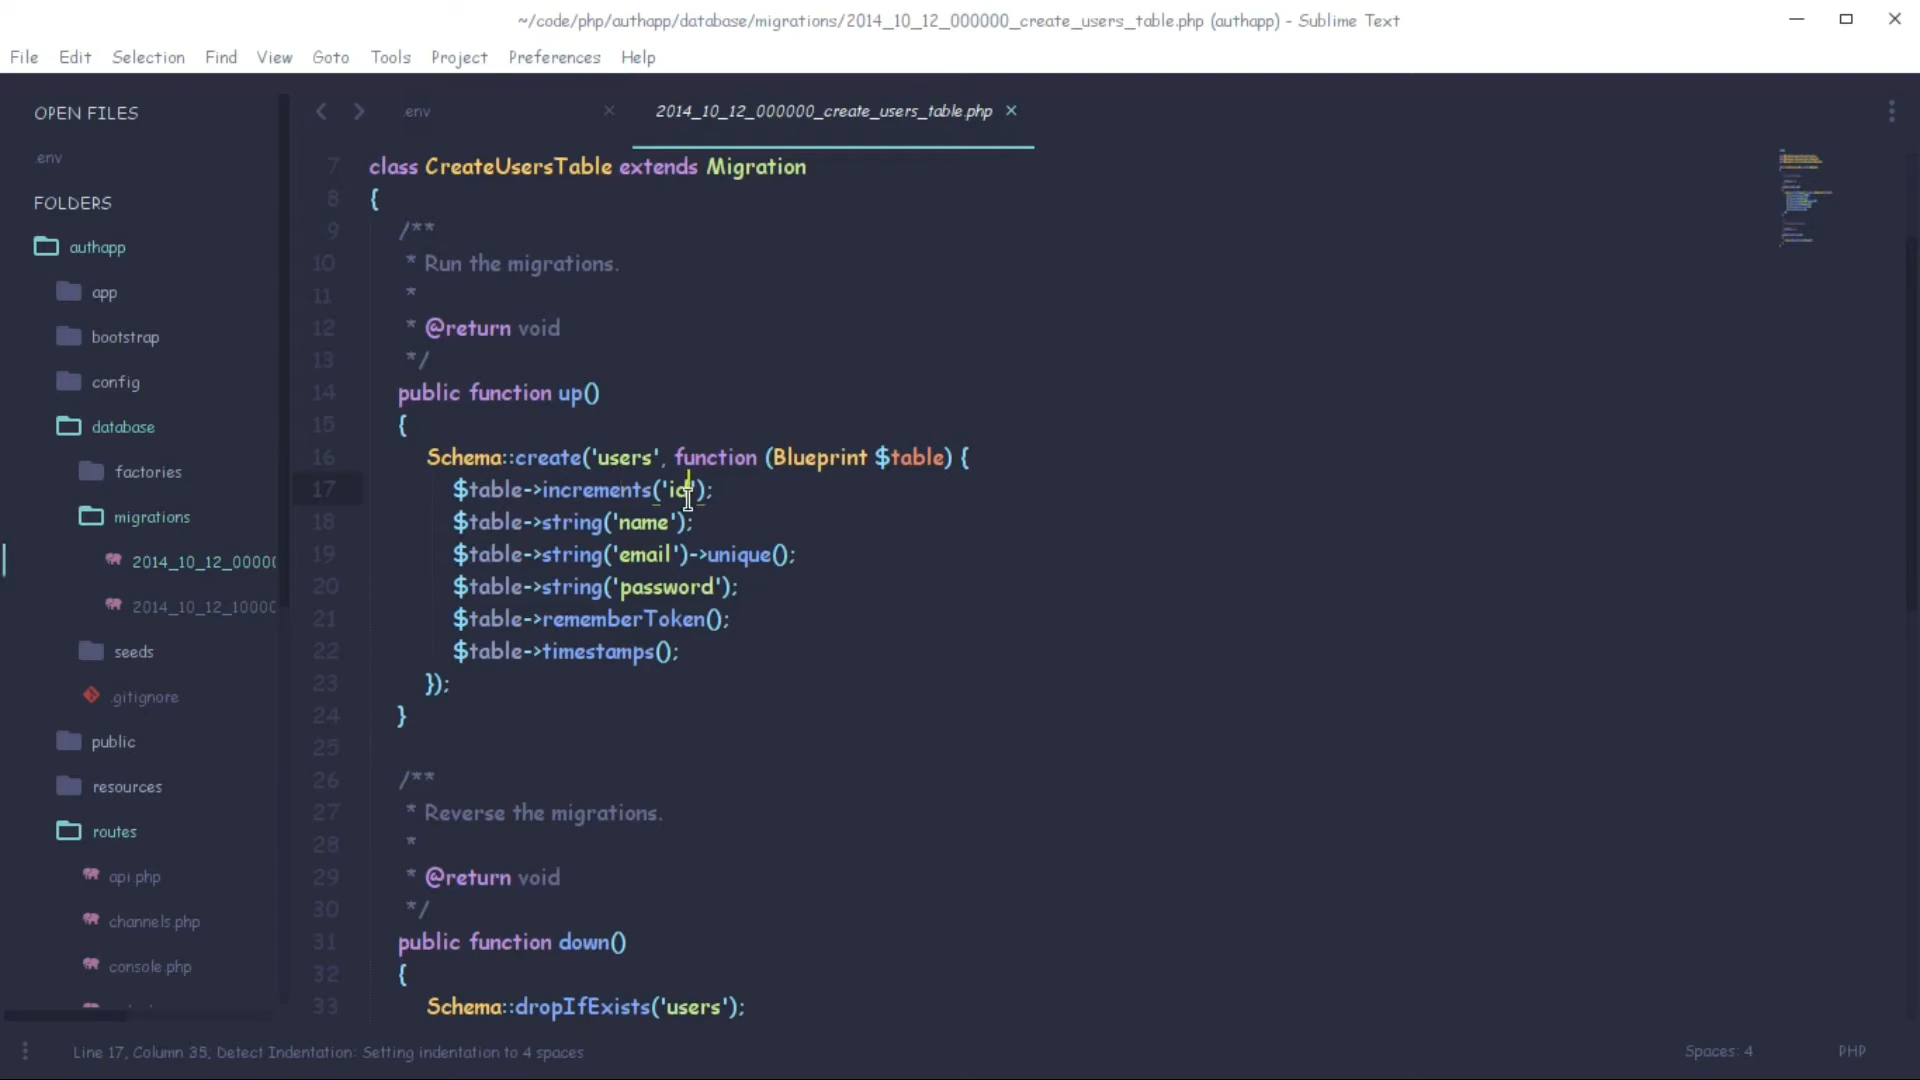 ~/code/php/authapp/database/migrations/2014_10_12_000000_create_users_table.php (authapp) - Sublime Text
File Edit Selection Find View Goto Tools Project Preferences Help
OPEN FILES
.env
FOLDERS
authapp
app
bootstrap
config
database
factories
migrations
2014_10_12_00000
2014_10_12_10000
seeds
.gitignore
public
resources
routes
api.php
channels.php
console.php
.env
2014_10_12_000000_create_users_table.php
7 class CreateUsersTable extends Migration
8 {
9 /**
10 * Run the migrations.
11 *
12 * @return void
13 */
14 public function up()
15 {
16 Schema::create('users', function (Blueprint $table) {
17 $table->increments('id');
18 $table->string('name');
19 $table->string('email')->unique();
20 $table->string('password');
21 $table->rememberToken();
22 $table->timestamps();
23 });
24 }
25
26 /**
27 * Reverse the migrations.
28 *
29 * @return void
30 */
31 public function down()
32 {
33 Schema::dropIfExists('users');
Line 17, Column 35; Detect Indentation: Setting indentation to 4 spaces
Spaces: 4
PHP